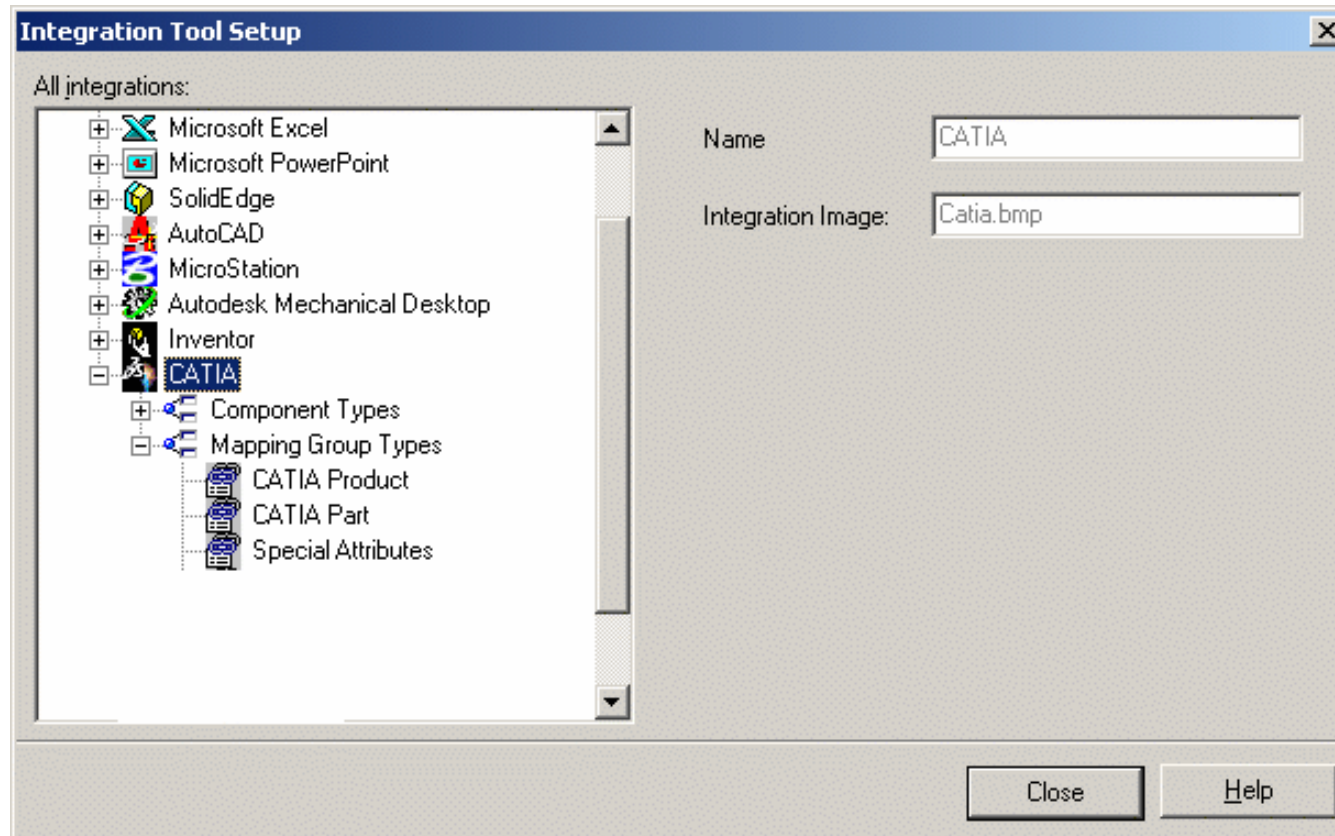 Integration Tool Setup
All integrations:
Microsoft Excel
Microsoft PowerPoint
SolidEdge
AutoCAD
MicroStation
Autodesk Mechanical Desktop
Inventor
CATIA
Component Types
Mapping Group Types
CATIA Product
CATIA Part
Special Attributes
Name
CATIA
Integration Image:
Catia.bmp
Close
Help